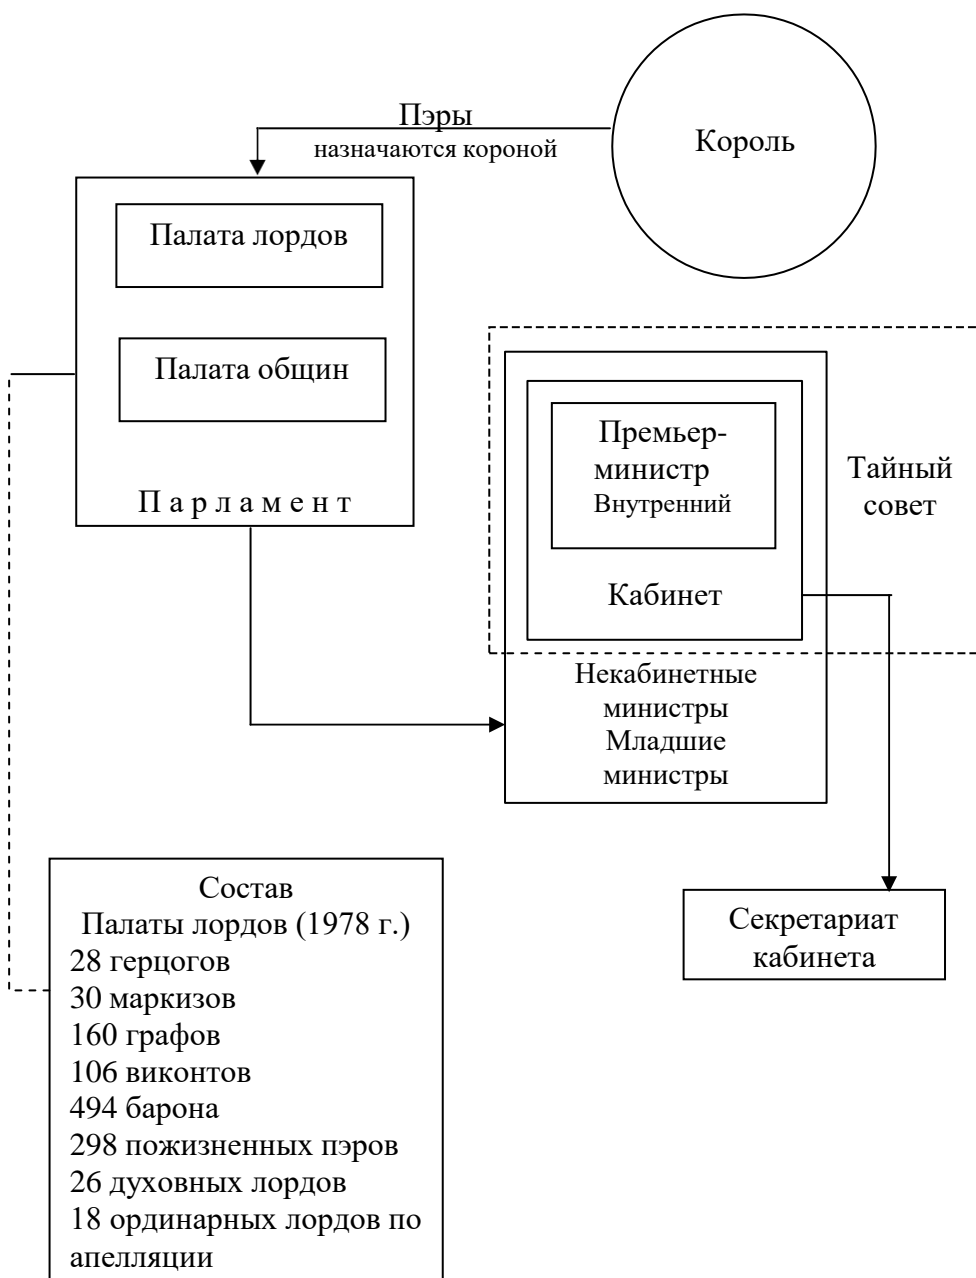 Пэры
назначаются короной
Король
Палата лордов
Палата общин
Парламент
Премьер-
министр
Внутренний
Кабинет
Тайный
совет
Некабинетные
министры
Младшие
министры
Секретариат
кабинета
Состав
Палаты лордов (1978 г.)
28 герцогов
30 маркизов
160 графов
106 виконтов
494 барона
298 пожизненных пэров
26 духовных лордов
18 ординарных лордов по
апелляции